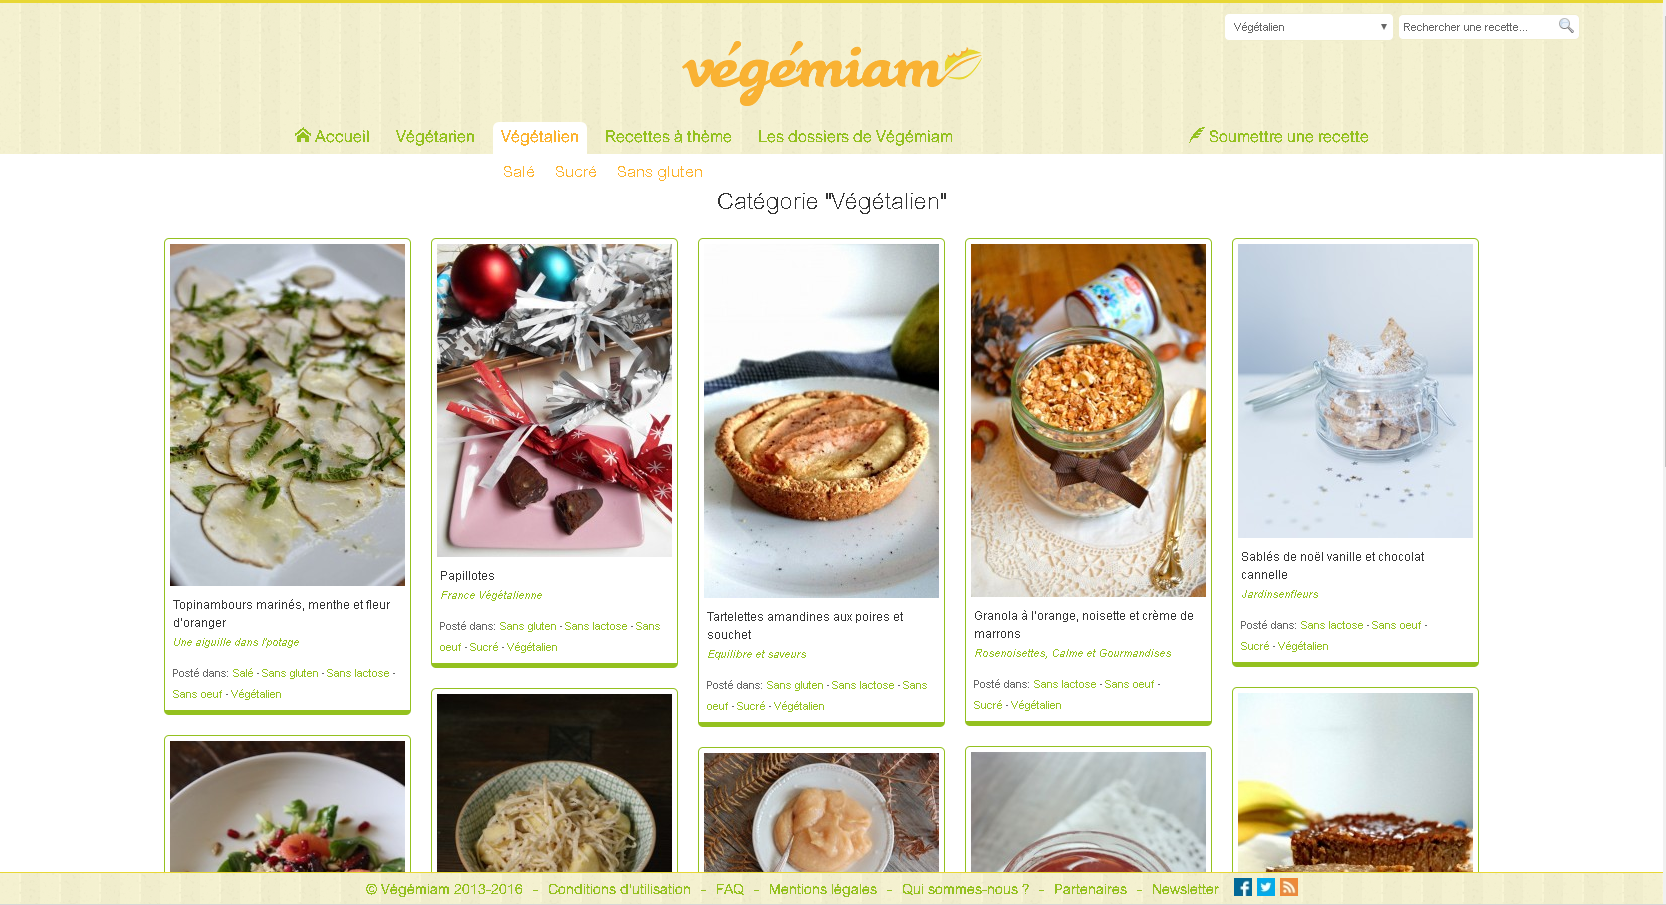 Végétalien
Rechercher une recette...
végémiam
Accueil
Végétarien
Végétalien
Recettes à thème
Les dossiers de Végémiam
Soumettre une recette
Salé
Sucré
Sans gluten
Catégorie "Végétalien"
Topinambours marinés, menthe et fleur
d'oranger
Une aiguille dans l'potage
Posté dans: Salé - Sans gluten - Sans lactose -
Sans oeuf - Végétalien
Papillotes
France Végétalienne
Posté dans: Sans gluten - Sans lactose - Sans
oeuf - Sucré - Végétalien
Tartelettes amandines aux poires et
souchet
Equilibre et saveurs
Posté dans: Sans gluten - Sans lactose - Sans
oeuf - Sucré - Végétalien
Granola à l'orange, noisette et crème de
marrons
Rosenoisettes, Calme et Gourmandises
Posté dans: Sans lactose - Sans oeuf -
Sucré - Végétalien
Sablés de noël vanille et chocolat
cannelle
Jardinsenfleurs
Posté dans: Sans lactose - Sans oeuf -
Sucré - Végétalien
© Végémiam 2013-2016 - Conditions d'utilisation - FAQ - Mentions légales - Qui sommes-nous ? - Partenaires - Newsletter